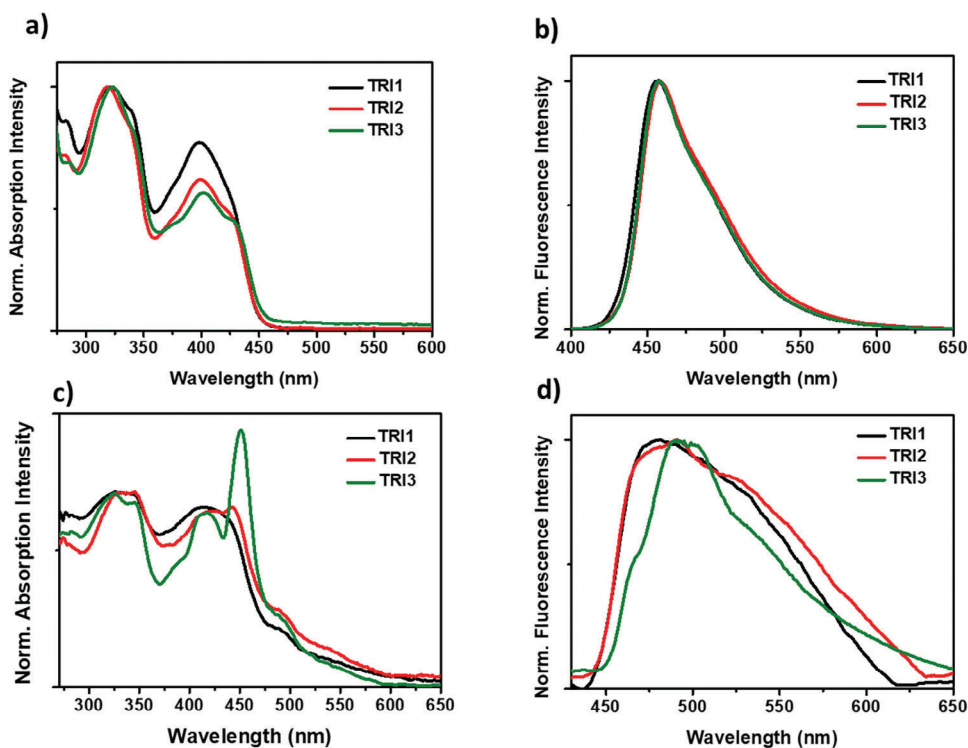 a)
Norm. Absorption Intensity
TRI1
TRI2
TRI3
300 350 400 450 500 550 600
Wavelength (nm)
b)
Norm. Fluorescence Intensity
TRI1
TRI2
TRI3
400 450 500 550 600 650
Wavelength (nm)
c)
Norm. Absorption Intensity
TRI1
TRI2
TRI3
300 350 400 450 500 550 600 650
Wavelength (nm)
d)
Norm. Fluorescence Intensity
TRI1
TRI2
TRI3
450 500 550 600 650
Wavelength (nm)